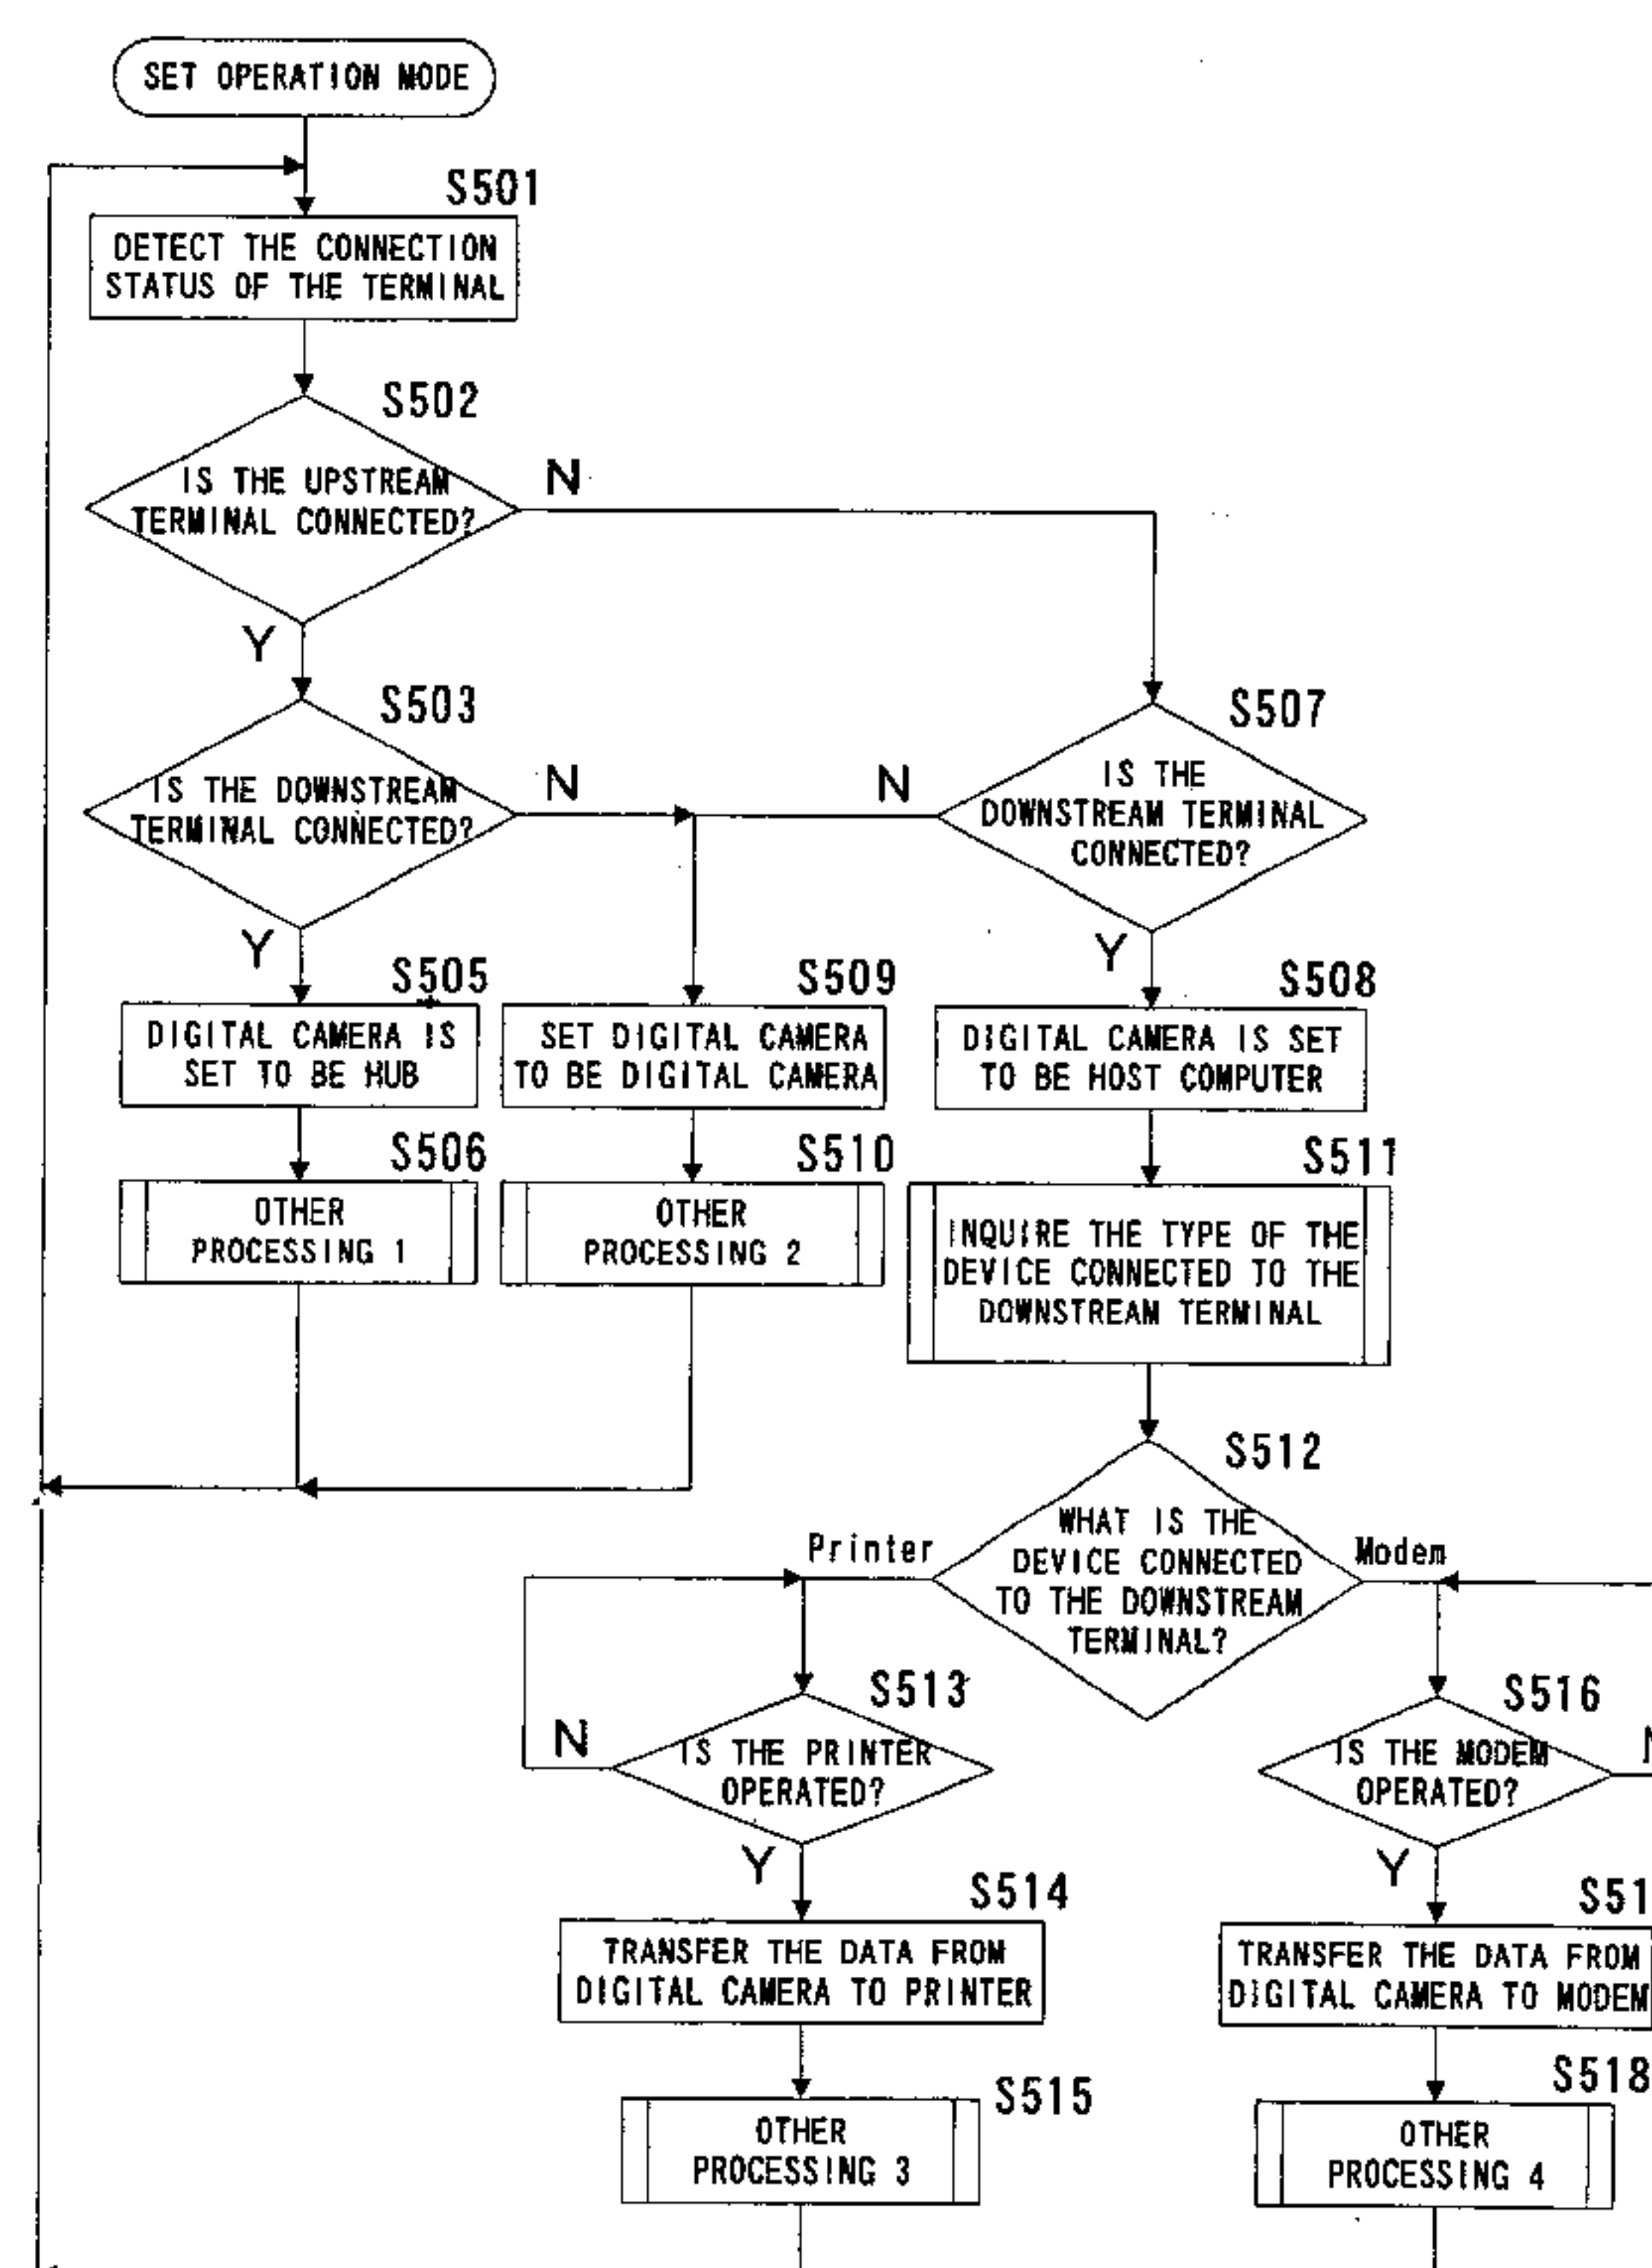 SET OPERATION MODE
S501
DETECT THE CONNECTION
STATUS OF THE TERMINAL
S502
IS THE UPSTREAM
TERMINAL CONNECTED?
N
Y
S503
IS THE DOWNSTREAM
TERMINAL CONNECTED?
N
Y
N
S507
IS THE
DOWNSTREAM TERMINAL
CONNECTED?
Y
S505
DIGITAL CAMERA IS
SET TO BE HUB
S509
SET DIGITAL CAMERA
TO BE DIGITAL CAMERA
S508
DIGITAL CAMERA IS SET
TO BE HOST COMPUTER
S506
OTHER
PROCESSING 1
S510
OTHER
PROCESSING 2
S511
INQUIRE THE TYPE OF THE
DEVICE CONNECTED TO THE
DOWNSTREAM TERMINAL
S512
WHAT IS THE
DEVICE CONNECTED
TO THE DOWNSTREAM
TERMINAL?
Printer
Modem
S513
IS THE PRINTER
OPERATED?
N
Y
S516
IS THE MODEM
OPERATED?
Y
S514
TRANSFER THE DATA FROM
DIGITAL CAMERA TO PRINTER
S51
TRANSFER THE DATA FROM
DIGITAL CAMERA TO MODEM
S515
OTHER
PROCESSING 3
S518
OTHER
PROCESSING 4